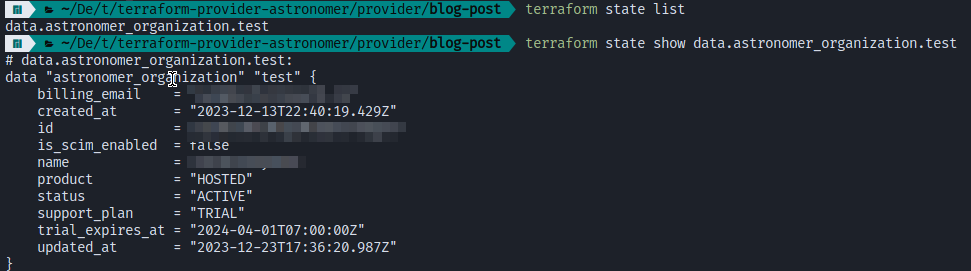 ~/De/t/terraform-provider-astronomer/provider/blog-post terraform state list
data.astronomer_organization.test
~/De/t/terraform-provider-astronomer/provider/blog-post terraform state show data.astronomer_organization.test
# data.astronomer_organization.test:
data "astronomer_organization" "test" {
    billing_email    =
    created_at       = "2023-12-13T22:40:19.429Z"
    id               =
    is_scim_enabled  = false
    name             =
    product          = "HOSTED"
    status           = "ACTIVE"
    support_plan     = "TRIAL"
    trial_expires_at = "2024-04-01T07:00:00Z"
    updated_at       = "2023-12-23T17:36:20.987Z"
}